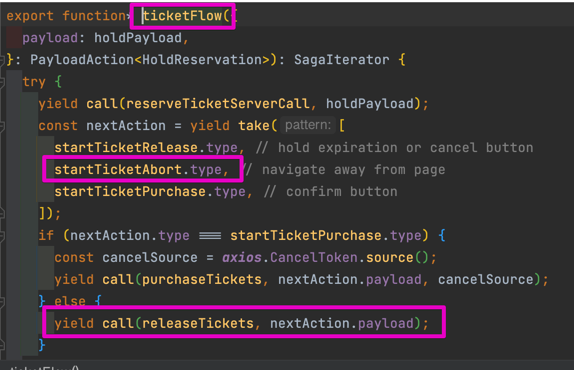 export function* ticketFlow({
payload: holdPayload,
}: PayloadAction<HoldReservation>): SagaIterator {
try {
yield call(reserveTicketServerCall, holdPayload);
const nextAction = yield take( pattern: [
startTicketRelease.type, // hold expiration or cancel button
startTicketAbort.type, // navigate away from page
startTicketPurchase.type, // confirm button
]);
if (nextAction.type === startTicketPurchase.type) {
const cancelSource = axios.CancelToken.source();
yield call(purchaseTickets, nextAction.payload, cancelSource);
} else {
yield call(releaseTickets, nextAction.payload);
}